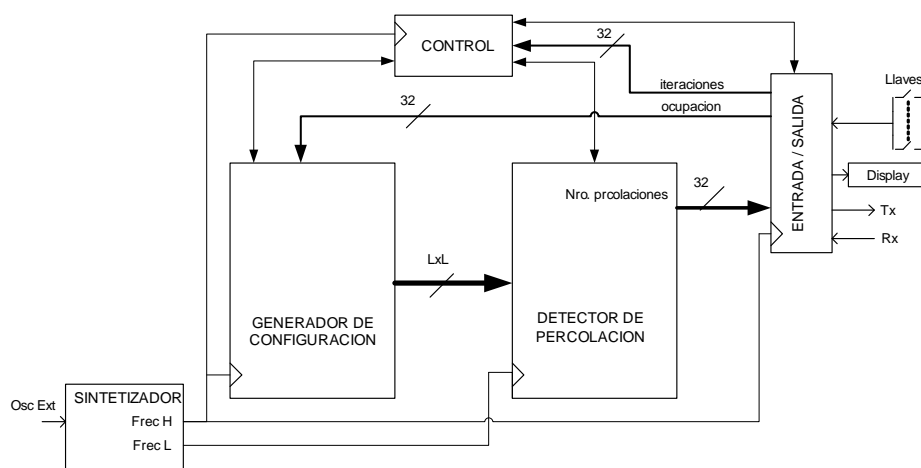 CONTROL
32
iteraciones
ocupacion
32
Llaves
ENTRADA / SALIDA
Display
Tx
Rx
Nro. prcolaciones
32
LxL
GENERADOR DE
CONFIGURACION
DETECTOR DE
PERCOLACION
SINTETIZADOR
Osc Ext
Frec H
Frec L